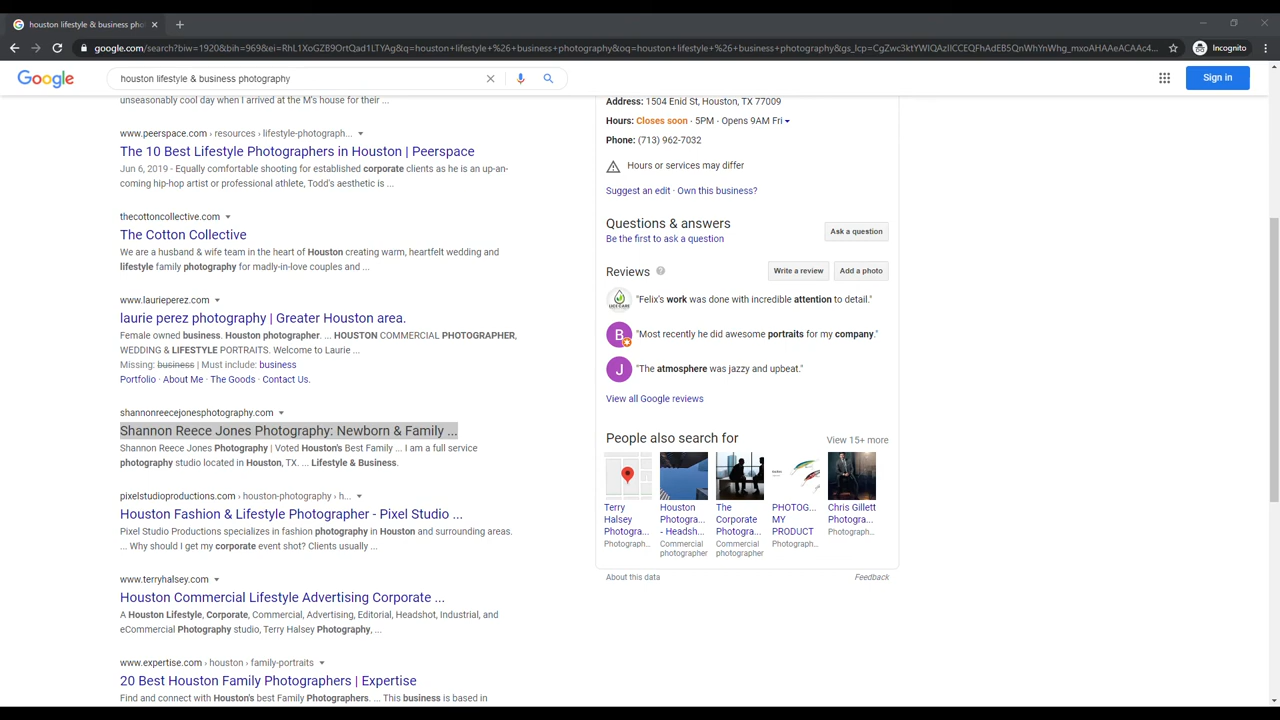 houston lifestyle & business pho
google.com/search?biw=1920&bih=969&ei=RhL1XoGZB9OrtQad1LTYAg&q=houston+lifestyle+%26+business+photography&oq=houston+lifestyle+%26+business+photography&gs_lcp=
Incognito
Google
houston lifestyle & business photography
Sign in
unseasonably cool day when I arrived at the M's house for their ...
www.peerspace.com › resources › lifestyle-photograph...
The 10 Best Lifestyle Photographers in Houston | Peerspace
Jun 6, 2019 - Equally comfortable shooting for established corporate clients as he is an up-an-
coming hip-hop artist or professional athlete, Todd's aesthetic is ...
thecottoncollective.com
The Cotton Collective
We are a husband & wife team in the heart of Houston creating warm, heartfelt wedding and
lifestyle family photography for madly-in-love couples and ...
www.laurieperez.com
laurie perez photography | Greater Houston area.
Female owned business. Houston photographer. ... HOUSTON COMMERCIAL PHOTOGRAPHER,
WEDDING & LIFESTYLE PORTRAITS. Welcome to Laurie ...
Missing: business | Must include: business
Portfolio · About Me · The Goods · Contact Us.
shannonreecejonesphotography.com
Shannon Reece Jones Photography: Newborn & Family ...
Shannon Reece Jones Photography | Voted Houston's Best Family ... I am a full service
photography studio located in Houston, TX. ... Lifestyle & Business.
pixelstudioproductions.com › houston-photography › h...
Houston Fashion & Lifestyle Photographer - Pixel Studio ...
Pixel Studio Productions specializes in fashion photography in Houston and surrounding areas.
... Why should I get my corporate event shot? Clients usually ...
www.terryhalsey.com
Houston Commercial Lifestyle Advertising Corporate ...
A Houston Lifestyle, Corporate, Commercial, Advertising, Editorial, Headshot, Industrial, and
eCommercial Photography studio, Terry Halsey Photography, ...
www.expertise.com › houston › family-portraits
20 Best Houston Family Photographers | Expertise
Find and connect with Houston's best Family Photographers. ... This business is based in
Address: 1504 Enid St, Houston, TX 77009
Hours: Closes soon · 5PM · Opens 9AM Fri
Phone: (713) 962-7032
Hours or services may differ
Suggest an edit · Own this business?
Questions & answers
Be the first to ask a question
Ask a question
Reviews
Write a review
Add a photo
"Felix's work was done with incredible attention to detail."
B
"Most recently he did awesome portraits for my company."
J
"The atmosphere was jazzy and upbeat."
View all Google reviews
People also search for
View 15+ more
Terry
Halsey
Photogra...
Photograph...
Houston
Photogra...
- Headsh...
Commercial
photographer
The
Corporate
Photogra...
Commercial
photographer
PHOTOG...
MY
PRODUCT
Photograph...
Chris Gillett
Photogra...
Photograph...
About this data
Feedback